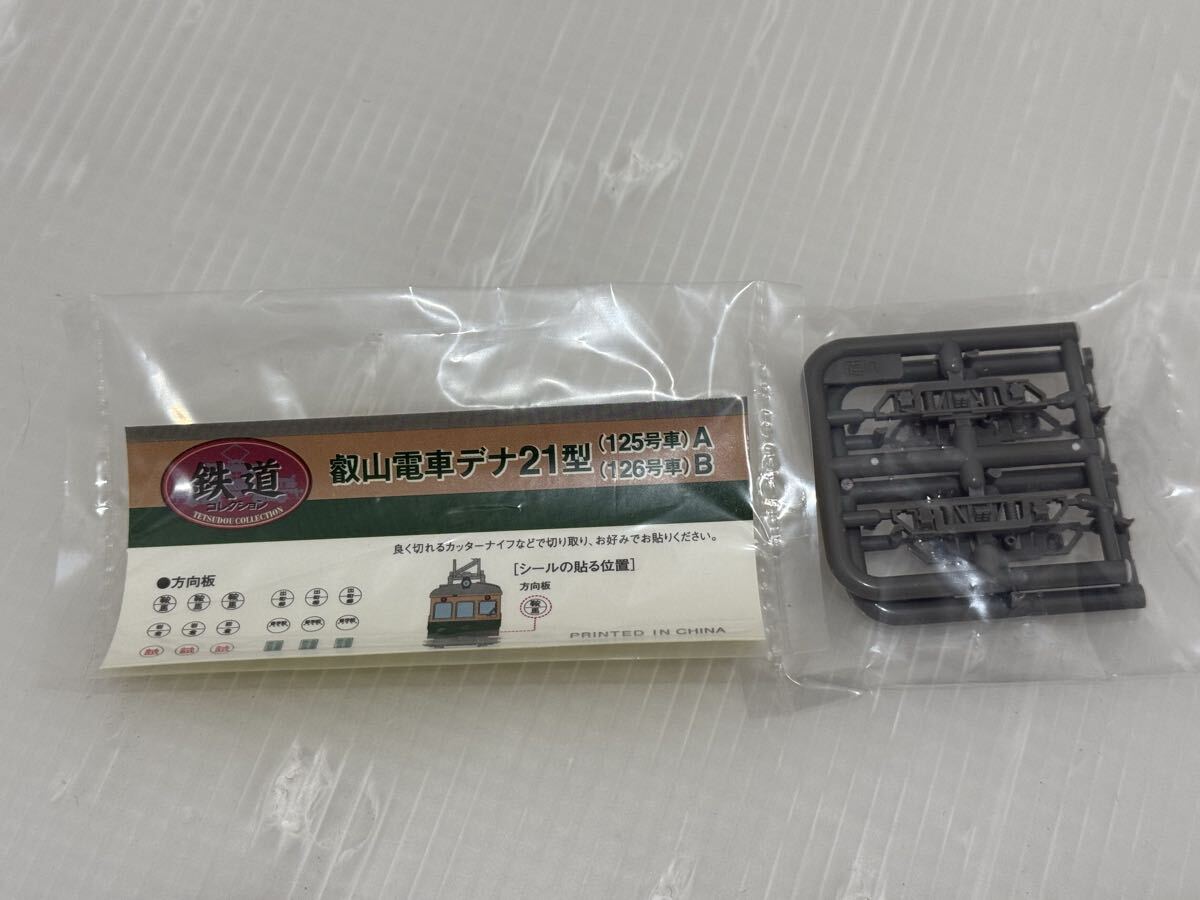 鉄道
コレクション
TETSUDOU COLLECTION
叡山電車デナ21型 (125号車)A
(126号車)B
良く切れるカッターナイフなどで切り取り、お好みでお貼りください。
[シールの貼る位置]
●方向板
方向板
PRINTED IN CHINA